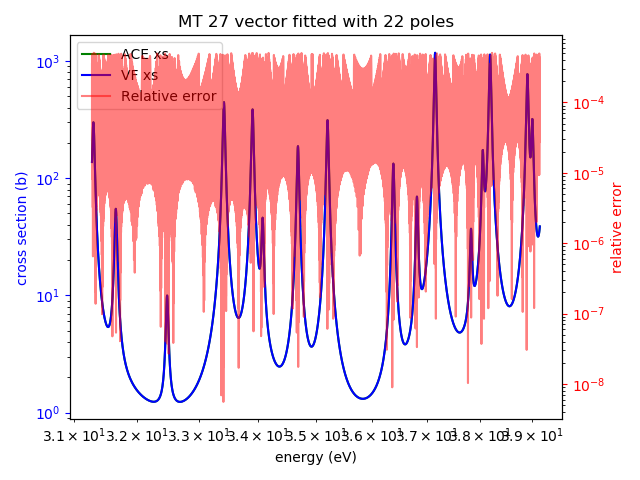 MT 27 vector fitted with 22 poles
ACE xs
VF xs
Relative error
cross section (b)
10³
10²
10¹
10⁰
relative error
10⁻⁴
10⁻⁵
10⁻⁶
10⁻⁷
10⁻⁸
3.1 × 10¹ 3.2 × 10¹ 3.3 × 10¹ 3.4 × 10¹ 3.5 × 10¹ 3.6 × 10¹ 3.7 × 10¹ 3.8 × 10¹ 3.9 × 10¹
energy (eV)